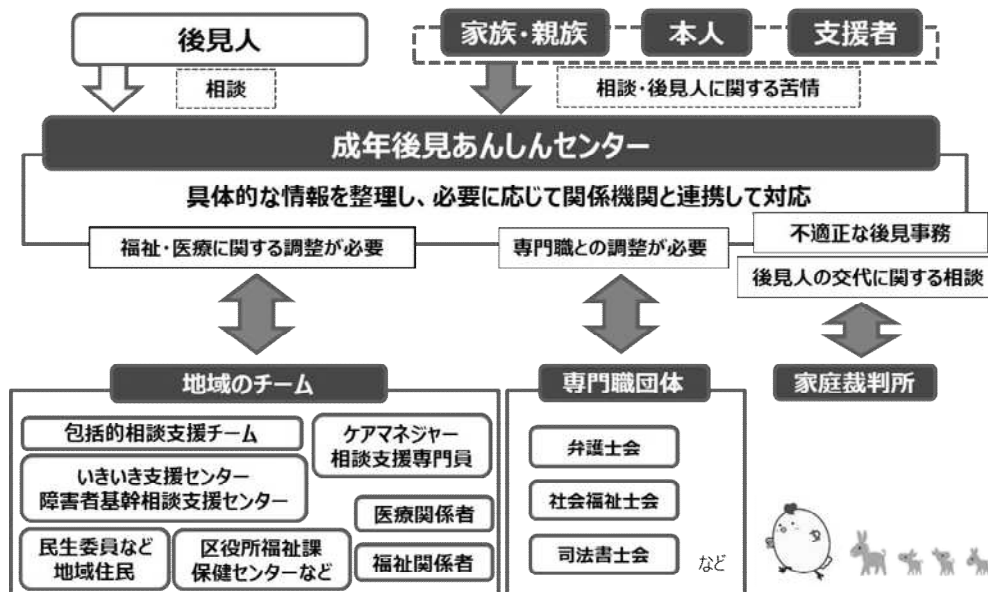 後見人
家族・親族
本人
支援者
相談
相談・後見人に関する苦情
成年後見あんしんセンター
具体的な情報を整理し、必要に応じて関係機関と連携して対応
福祉・医療に関する調整が必要
専門職との調整が必要
不適正な後見事務
後見人の交代に関する相談
地域のチーム
包括的相談支援チーム
ケアマネジャー
相談支援専門員
いきいき支援センター
障害者基幹相談支援センター
医療関係者
民生委員など
地域住民
区役所福祉課
保健センターなど
福祉関係者
専門職団体
弁護士会
社会福祉士会
司法書士会
など
家庭裁判所